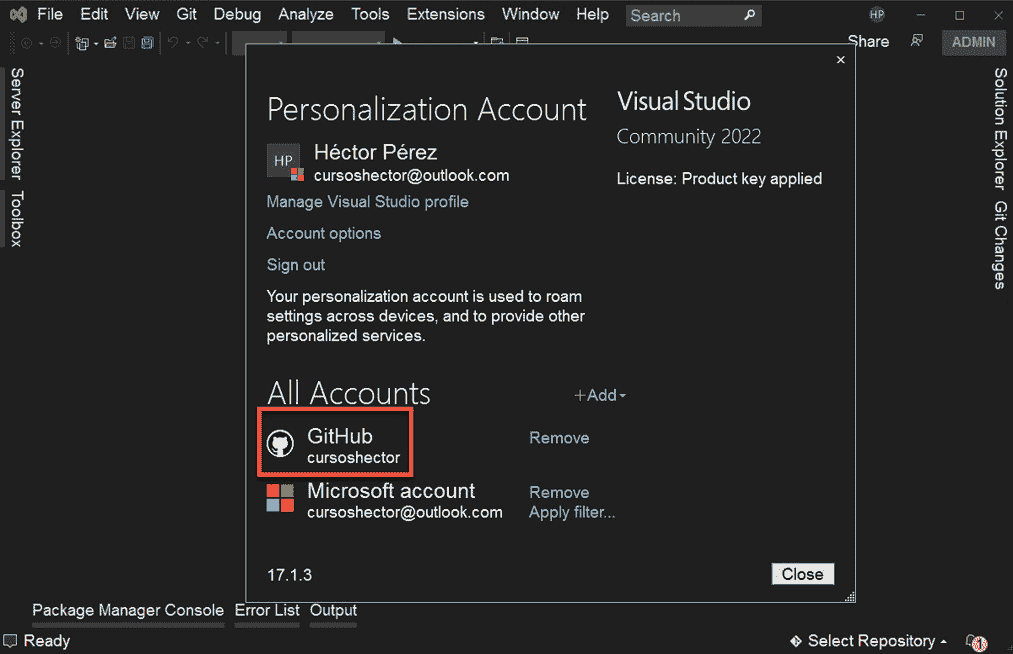 File Edit View Git Debug Analyze Tools Extensions Window Help Search HP
Share ADMIN
Server Explorer
Toolbox
Personalization Account
HP
Héctor Pérez
cursoshector@outlook.com
Manage Visual Studio profile
Account options
Sign out
Your personalization account is used to roam
settings across devices, and to provide other
personalized services.
Visual Studio
Community 2022
License: Product key applied
All Accounts
+Add
GitHub
cursoshector
Remove
Microsoft account
cursoshector@outlook.com
Remove
Apply filter...
17.1.3
Close
Solution Explorer
Git Changes
Package Manager Console Error List Output
Ready
Select Repository
1